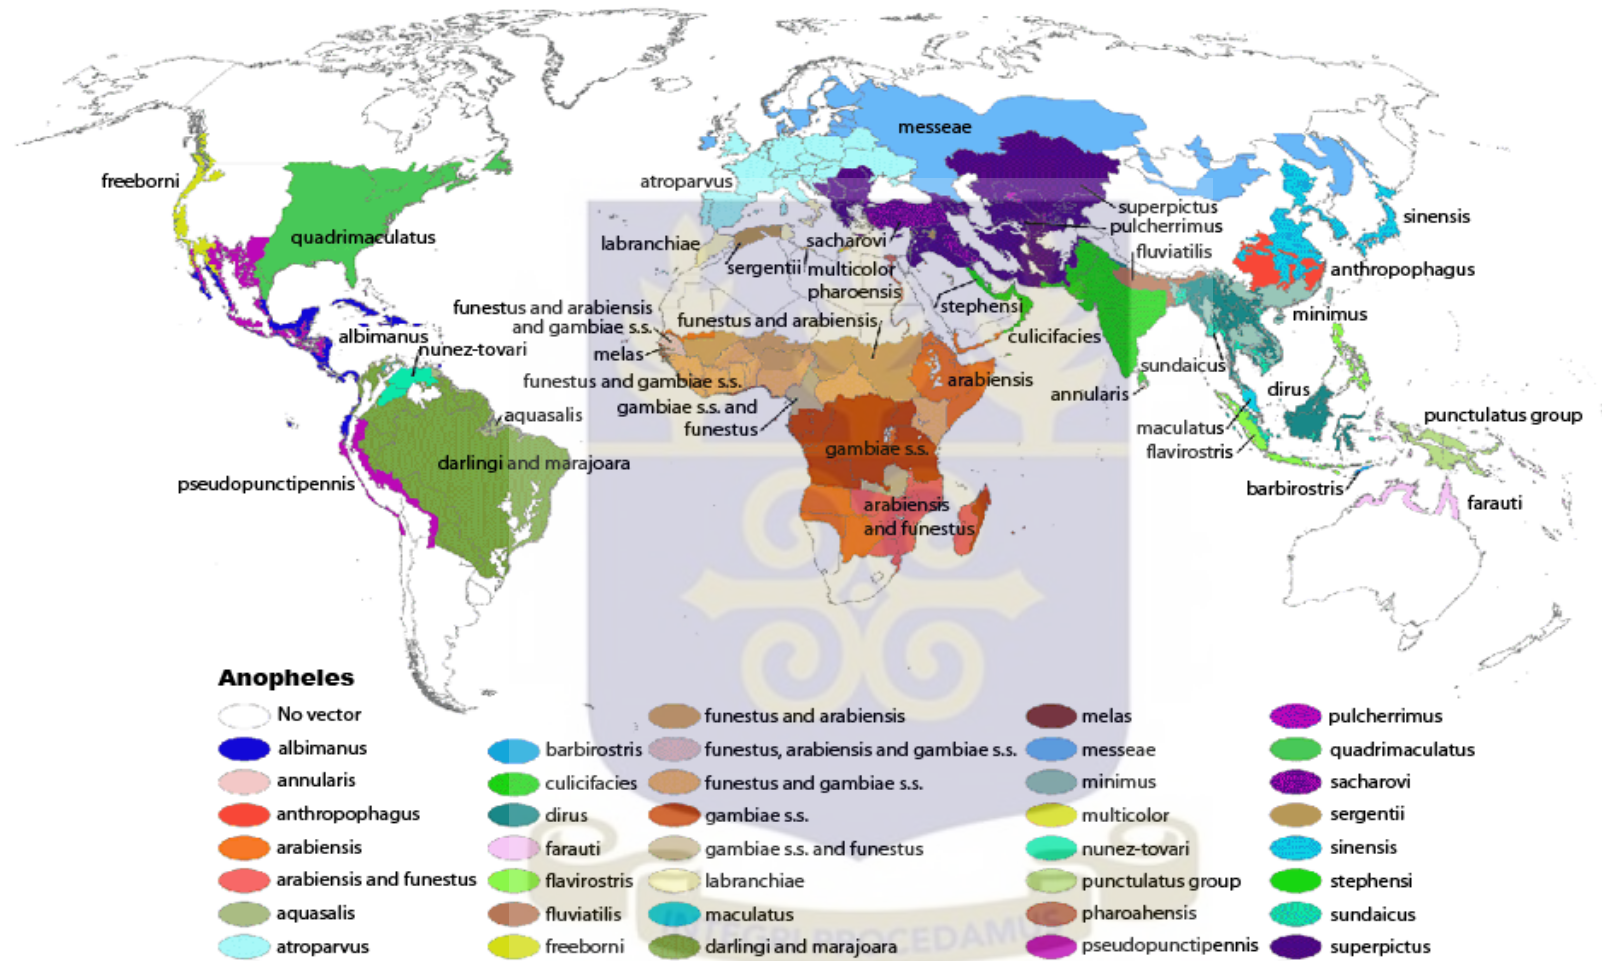 messeae
freeborni
atroparvus
superpictus
pulcherrimus
sinensis
quadrimaculatus
labranchiae
sacharovi
fluviatilis
sergentii
multicolor
anthropophagus
pharoensis
stephensi
funestus and arabiensis
and gambiae s.s.
funestus and arabiensis
minimus
albimanus
culicifacies
nunez-tovari
melas
sundaicus
funestus and gambiae s.s.
arabiensis
dirus
annularis
gambiae s.s. and
funestus
aquasalis
punctulatus group
maculatus
gambiae s.s.
flavirostris
darlingi and marajoara
pseudopunctipennis
barbirostris
farauti
arabiensis
and funestus
Anopheles
No vector
albimanus
annularis
anthropophagus
arabiensis
arabiensis and funestus
aquasalis
atroparvus
barbirostris
culicifacies
dirus
farauti
flavirostris
fluviatilis
freeborni
funestus and arabiensis
funestus, arabiensis and gambiae s.s.
funestus and gambiae s.s.
gambiae s.s.
gambiae s.s. and funestus
labranchiae
maculatus
darlingi and marajoara
melas
messeae
minimus
multicolor
nunez-tovari
punctulatus group
pharoahensis
pseudopunctipennis
pulcherrimus
quadrimaculatus
sacharovi
sergentii
sinensis
stephensi
sundaicus
superpictus
INTEGRI PROCEDAMUS